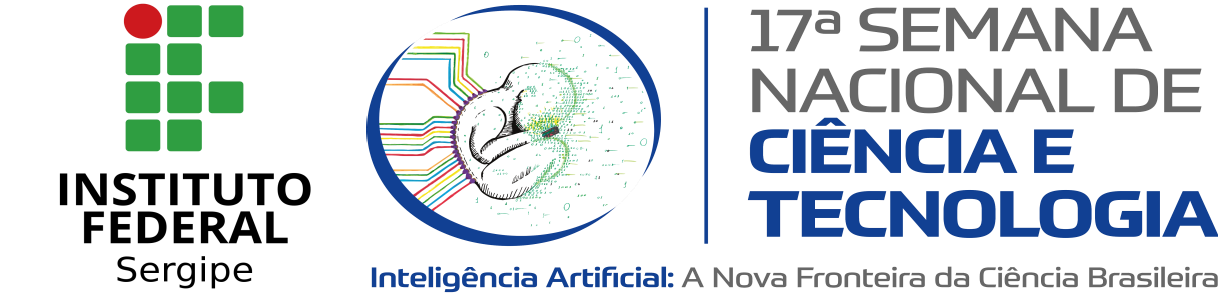 INSTITUTO
FEDERAL
Sergipe
17ª SEMANA
NACIONAL DE
CIÊNCIA E
TECNOLOGIA
Inteligência Artificial: A Nova Fronteira da Ciência Brasileira